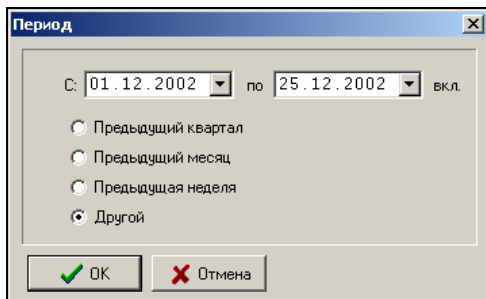 Период
С: 01.12.2002 по 25.12.2002 вкл.
Предыдущий квартал
Предыдущий месяц
Предыдущая неделя
Другой
OK Отмена